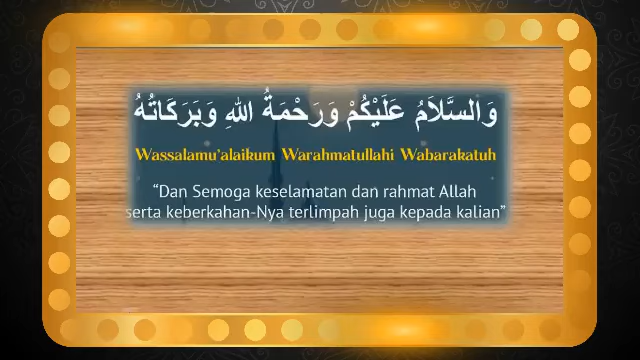 وَالسَّلاَمُ عَلَيْكُمْ وَرَحْمَةُ اللهِ وَبَرَكَاتُهُ
Wassalamu'alaikum Warahmatullahi Wabarakatuh
“Dan Semoga keselamatan dan rahmat Allah
serta keberkahan-Nya terlimpah juga kepada kalian”